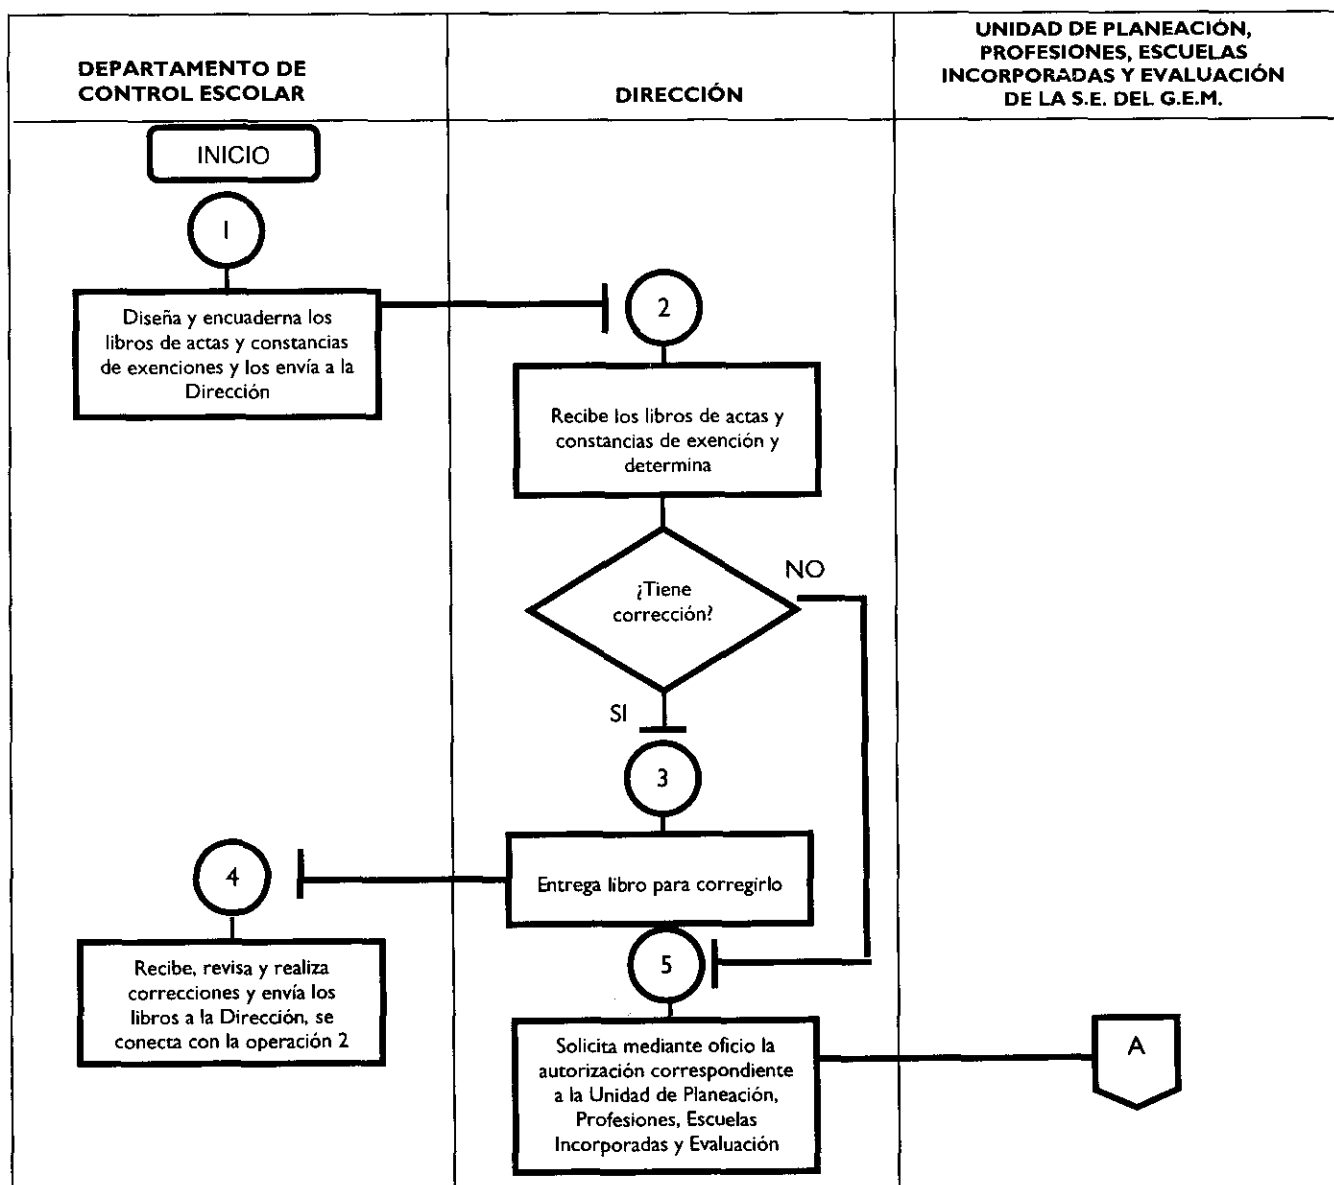 DEPARTAMENTO DE
CONTROL ESCOLAR
DIRECCIÓN
UNIDAD DE PLANEACIÓN,
PROFESIONES, ESCUELAS
INCORPORADAS Y EVALUACIÓN
DE LA S.E. DEL G.E.M.
INICIO
1
Diseña y encuaderna los
libros de actas y constancias
de exenciones y los envía a la
Dirección
2
Recibe los libros de actas y
constancias de exención y
determina
¿Tiene
corrección?
NO
SI
3
Entrega libro para corregirlo
4
Recibe, revisa y realiza
correcciones y envía los
libros a la Dirección, se
conecta con la operación 2
5
Solicita mediante oficio la
autorización correspondiente
a la Unidad de Planeación,
Profesiones, Escuelas
Incorporadas y Evaluación
A